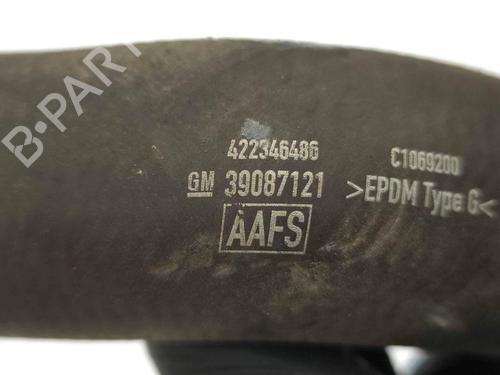 B-PART
422346486
C1069200
GM 39087121
>EPDM Type G<
AAFS